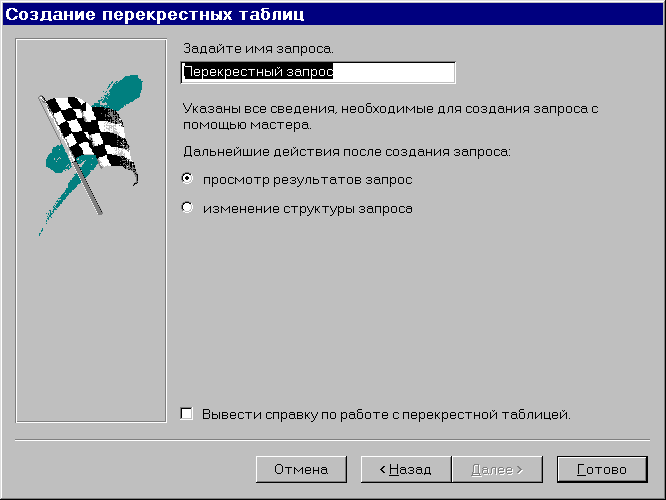 Создание перекрестных таблиц
Задайте имя запроса.
Перекрестный запрос
Указаны все сведения, необходимые для создания запроса с
помощью мастера.
Дальнейшие действия после создания запроса:
просмотр результатов запрос
изменение структуры запроса
Вывести справку по работе с перекрестной таблицей.
Отмена
< Назад
Далее >
Готово